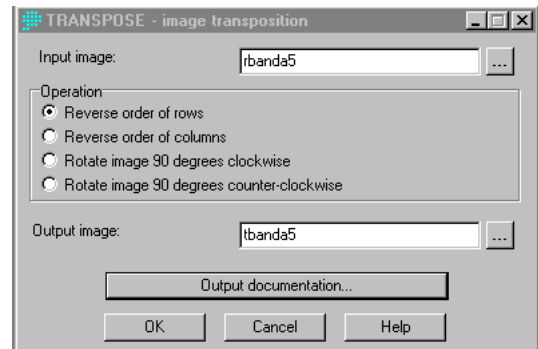 TRANSPOSE - image transposition
Input image: rbanda5 ...
Operation
Reverse order of rows
Reverse order of columns
Rotate image 90 degrees clockwise
Rotate image 90 degrees counter-clockwise
Output image: tbanda5 ...
Output documentation...
OK Cancel Help